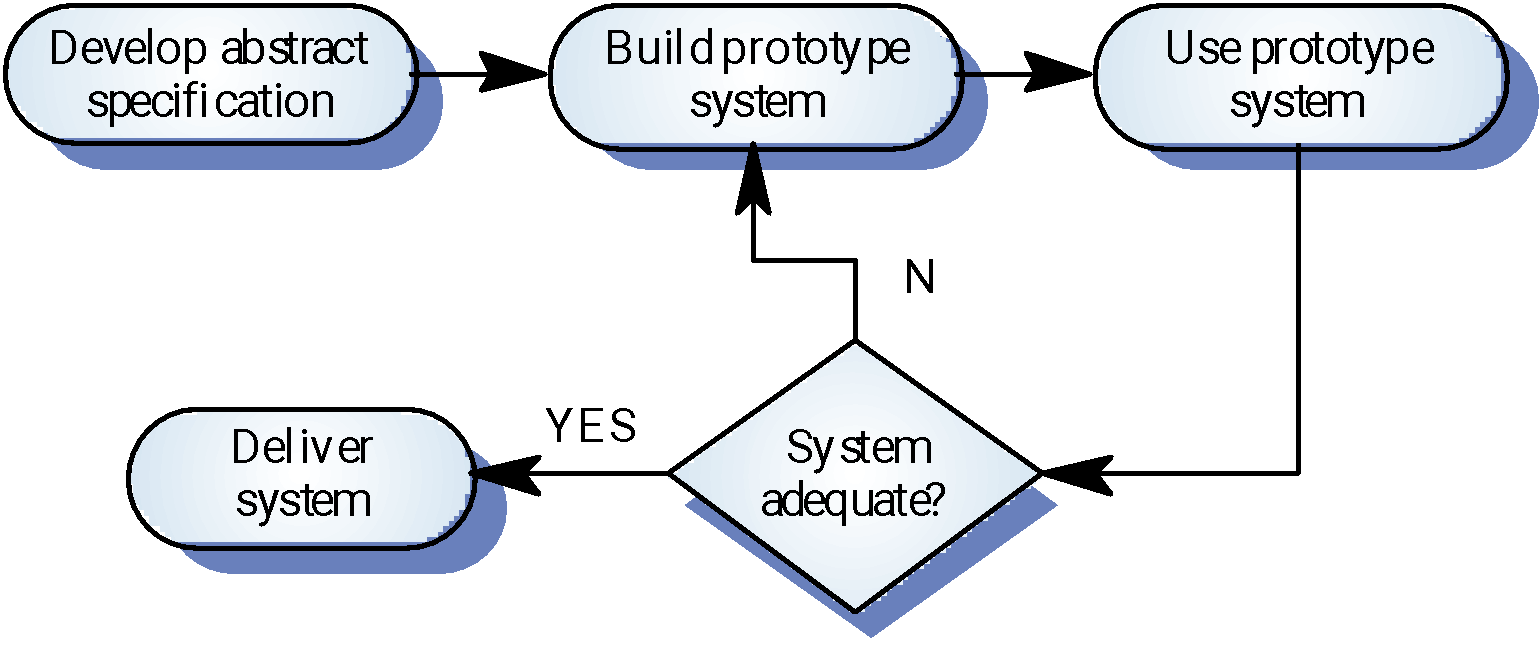 Develop abstract
specification
Build prototype
system
Use prototype
system
N
YES
Deliver
system
System
adequate?